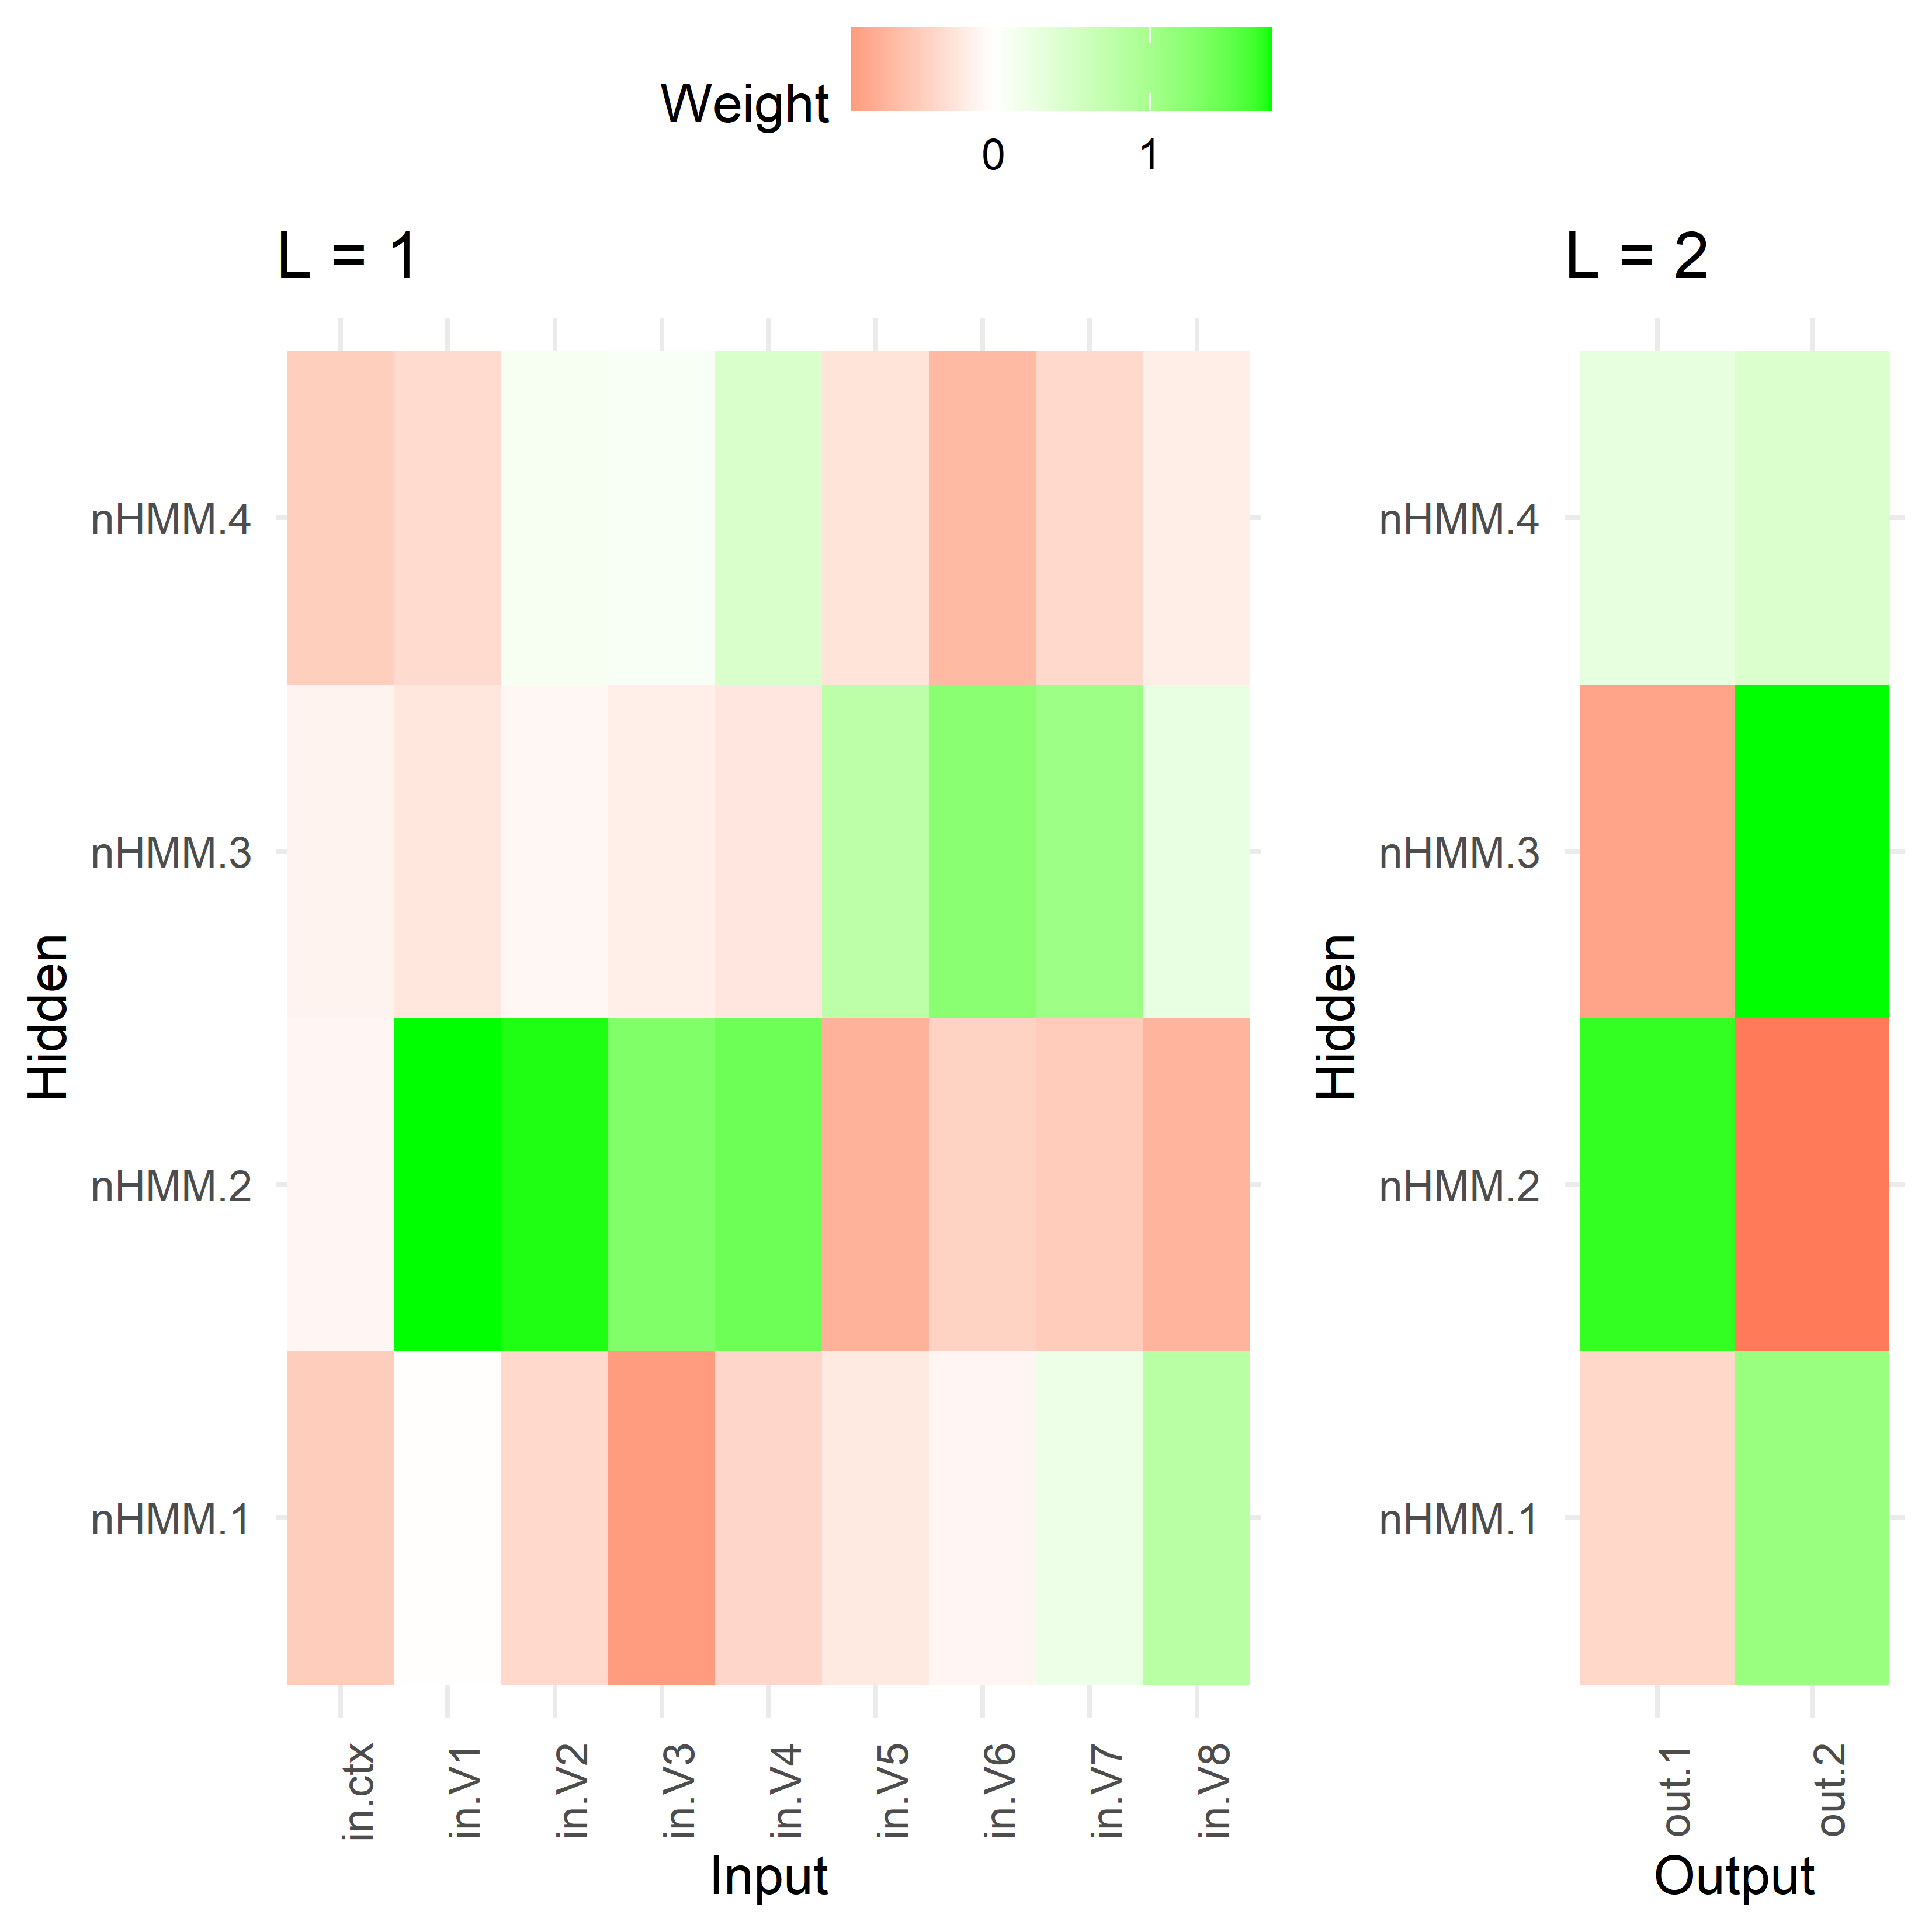 Weight
0 1
L = 1
L = 2
nHMM.4
nHMM.3
nHMM.2
nHMM.1
Hidden
in.ctx
in.V1
in.V2
in.V3
in.V4
in.V5
in.V6
in.V7
in.V8
Input
nHMM.4
nHMM.3
nHMM.2
nHMM.1
Hidden
out.1
out.2
Output